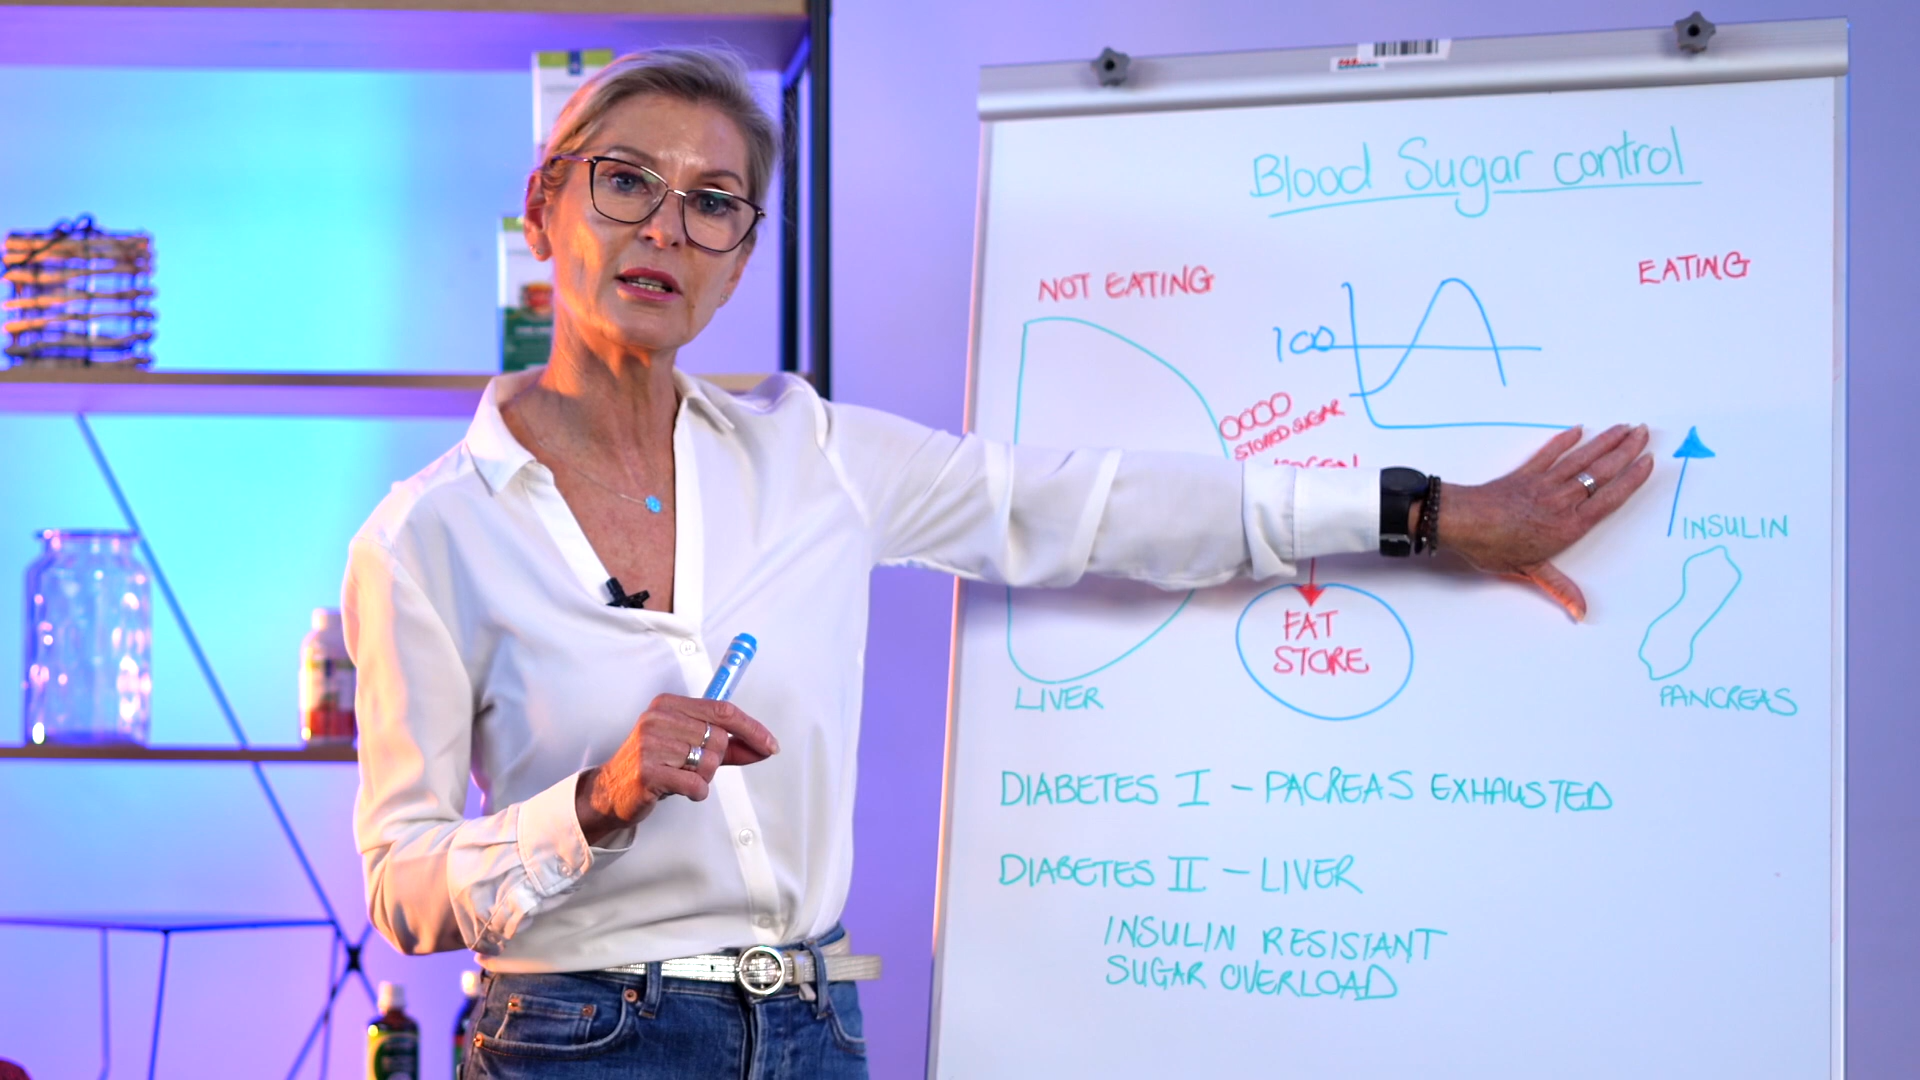 Blood Sugar control
NOT EATING
EATING
100
STORED SUGAR
INSULIN
FAT
STORE
LIVER
PANCREAS
DIABETES I - PACREAS EXHAUSTED
DIABETES II - LIVER
INSULIN RESISTANT
SUGAR OVERLOAD